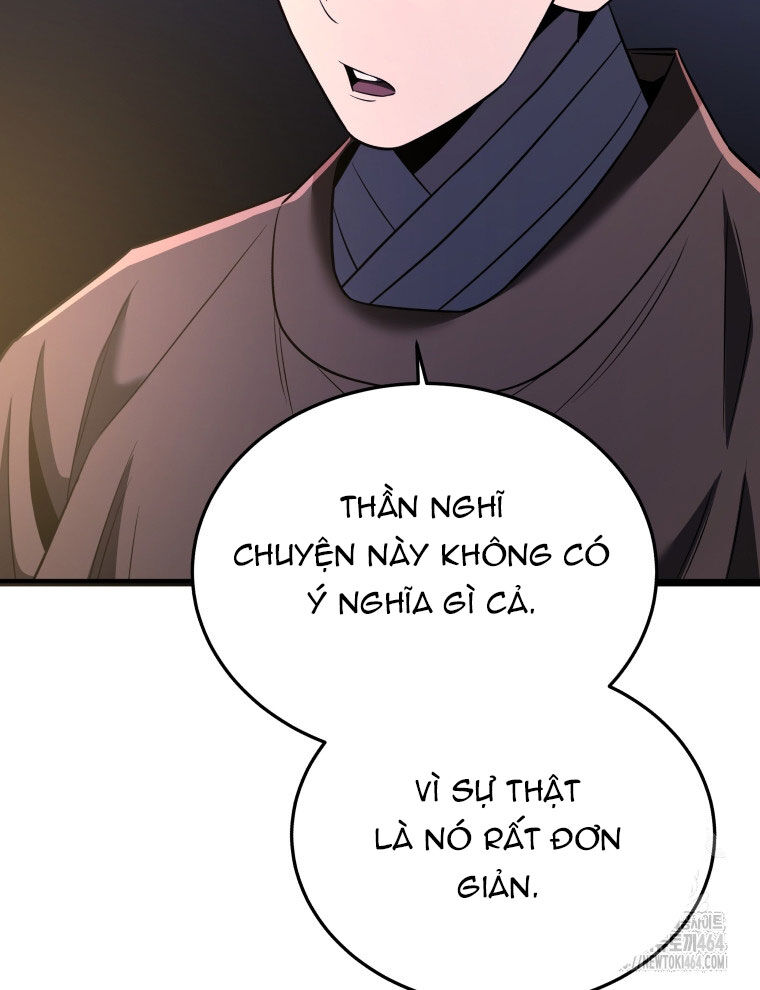 THẦN NGHĨ
CHUYỆN NÀY KHÔNG CÓ
Ý NGHĨA GÌ CẢ.
VÌ SỰ THẬT
LÀ NÓ RẤT ĐƠN
GIẢN.
NEWTOKI464.COM